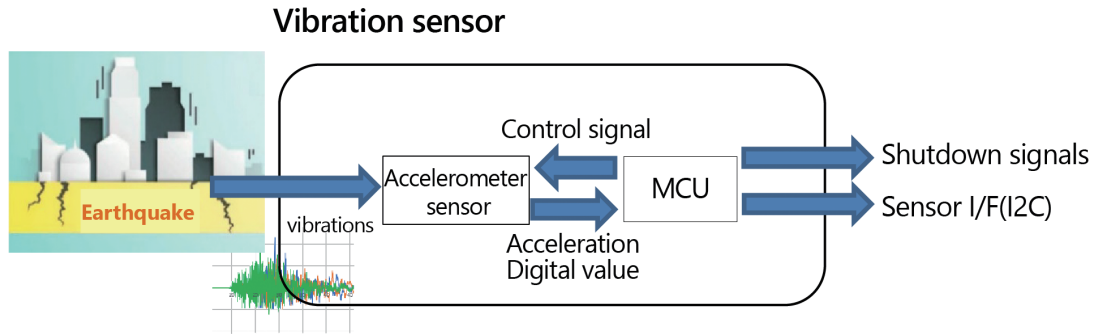 Vibration sensor
Control signal
Shutdown signals
Accelerometer
sensor
MCU
Earthquake
Sensor I/F(I2C)
vibrations
Acceleration
Digital value